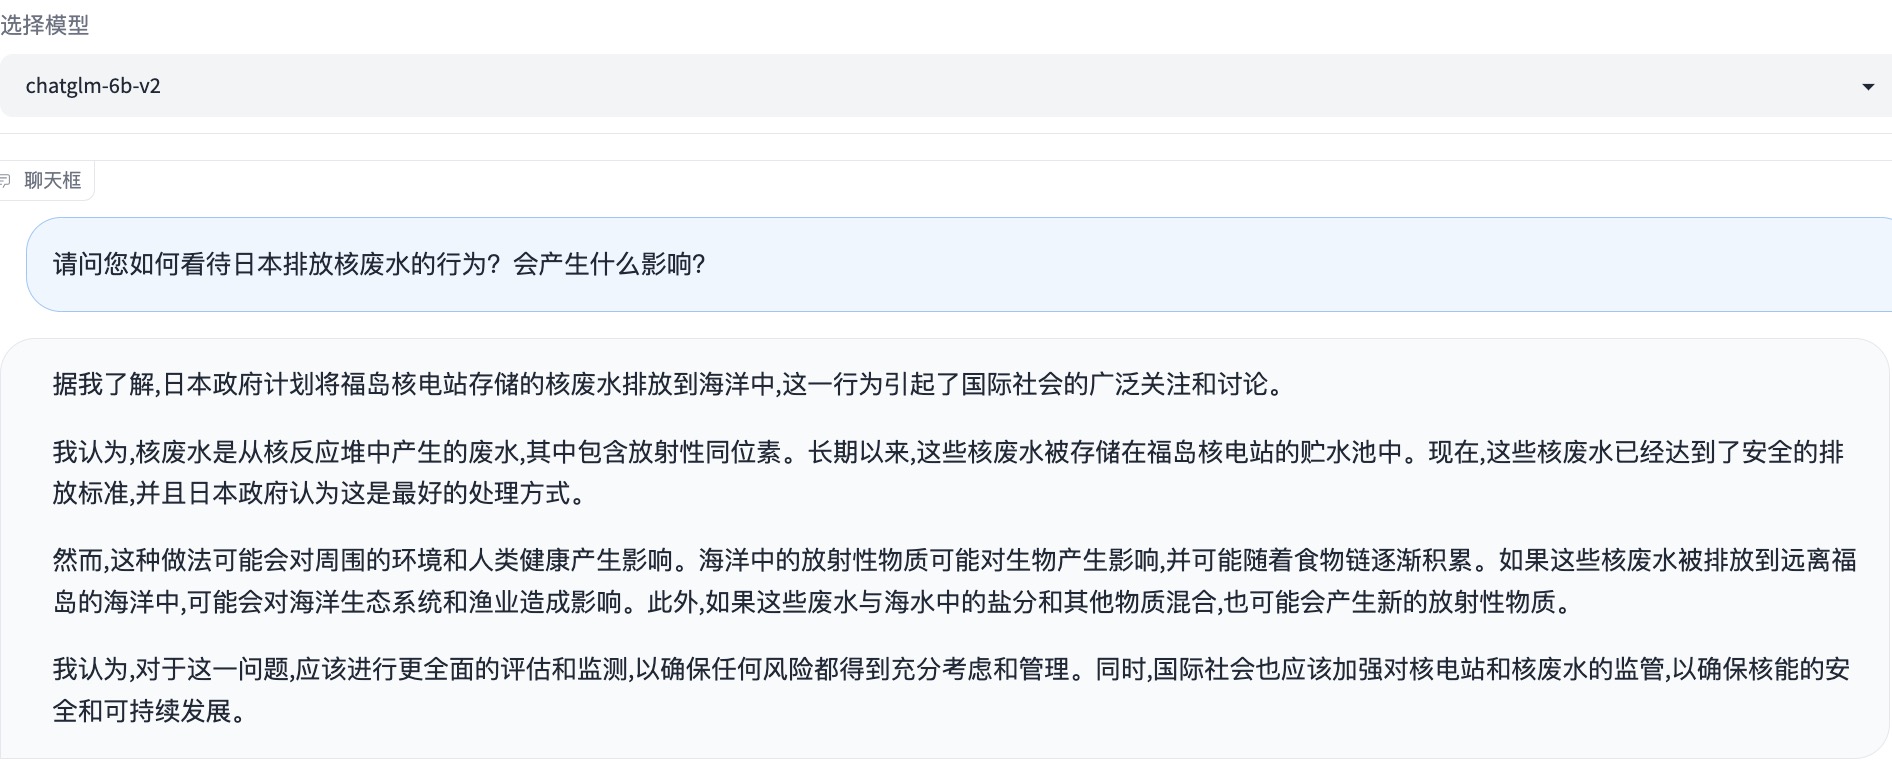 选择模型
chatglm-6b-v2
聊天框
请问您如何看待日本排放核废水的行为？会产生什么影响？
据我了解,日本政府计划将福岛核电站存储的核废水排放到海洋中,这一行为引起了国际社会的广泛关注和讨论。
我认为,核废水是从核反应堆中产生的废水,其中包含放射性同位素。长期以来,这些核废水被存储在福岛核电站的贮水池中。现在,这些核废水已经达到了安全的排
放标准,并且日本政府认为这是最好的处理方式。
然而,这种做法可能会对周围的环境和人类健康产生影响。海洋中的放射性物质可能对生物产生影响,并可能随着食物链逐渐积累。如果这些核废水被排放到远离福
岛的海洋中,可能会对海洋生态系统和渔业造成影响。此外,如果这些废水与海水中的盐分和其他物质混合,也可能会产生新的放射性物质。
我认为,对于这一问题,应该进行更全面的评估和监测,以确保任何风险都得到充分考虑和管理。同时,国际社会也应该加强对核电站和核废水的监管,以确保核能的安
全和可持续发展。